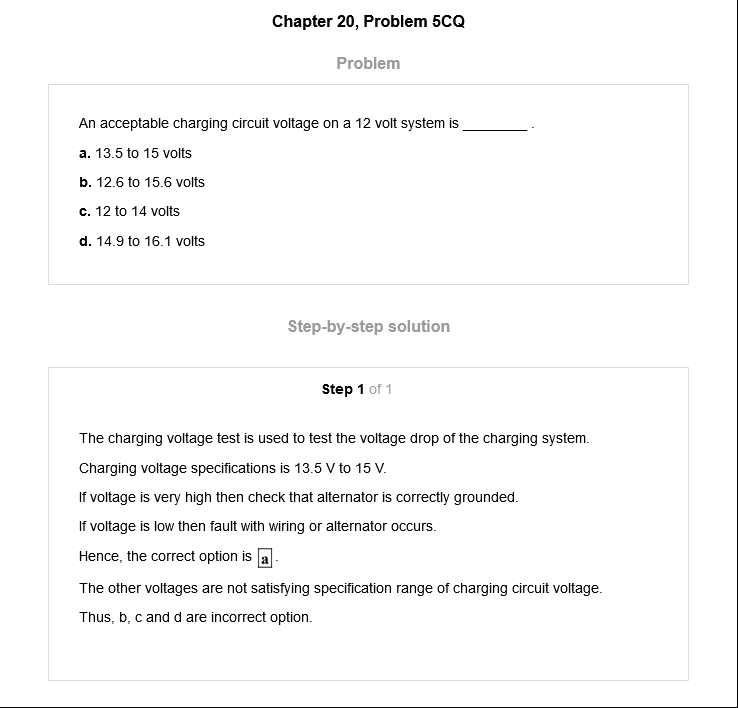 Chapter 20, Problem 5CQ
Problem
An acceptable charging circuit voltage on a 12 volt system is ________ .
a. 13.5 to 15 volts
b. 12.6 to 15.6 volts
c. 12 to 14 volts
d. 14.9 to 16.1 volts
Step-by-step solution
Step 1 of 1
The charging voltage test is used to test the voltage drop of the charging system.
Charging voltage specifications is 13.5 V to 15 V.
If voltage is very high then check that alternator is correctly grounded.
If voltage is low then fault with wiring or alternator occurs.
Hence, the correct option is a .
The other voltages are not satisfying specification range of charging circuit voltage.
Thus, b, c and d are incorrect option.